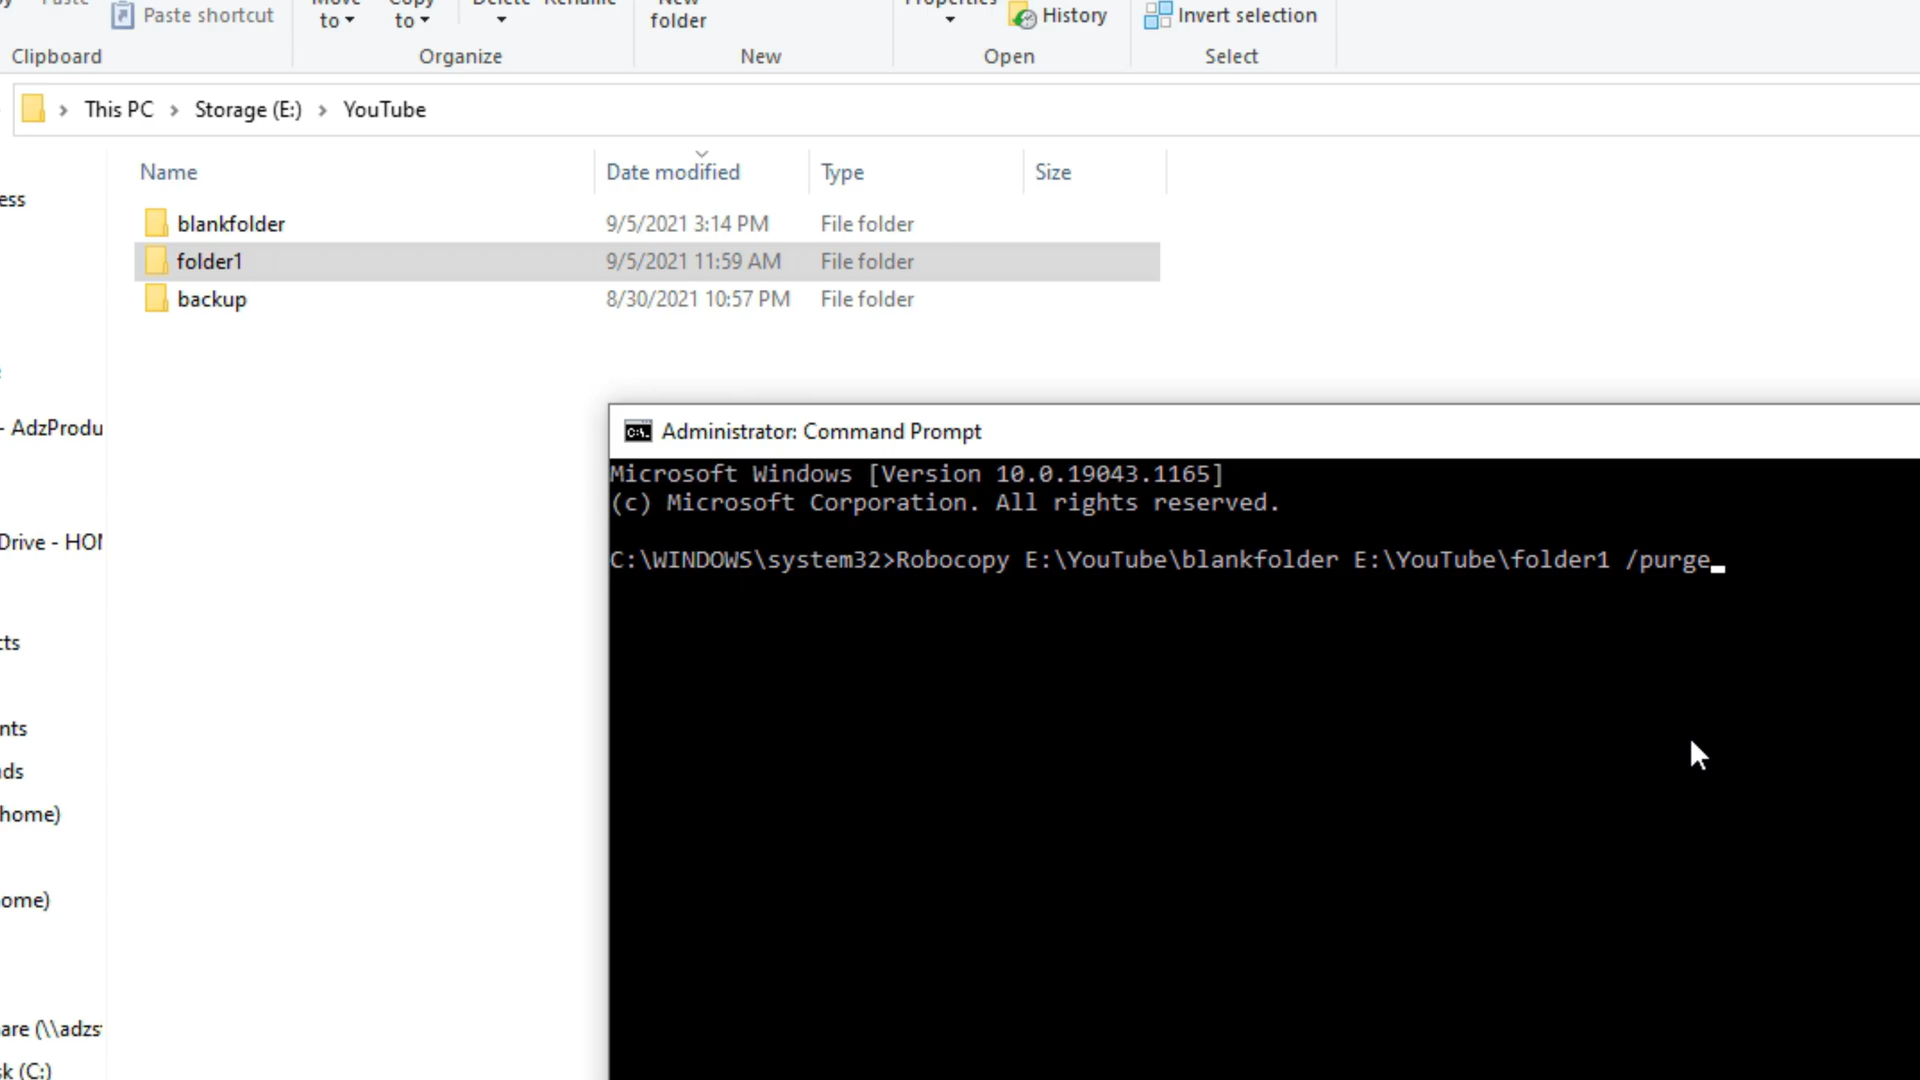 Paste shortcut
to
to
folder
History
Invert selection
Clipboard
Organize
New
Open
Select
This PC
Storage (E:)
YouTube
Name
Date modified
Type
Size
blankfolder
9/5/2021 3:14 PM
File folder
folder1
9/5/2021 11:59 AM
File folder
backup
8/30/2021 10:57 PM
File folder
ess
- AdzProdu
Drive - HO
cts
nts
ds
home)
ome)
are (\\adzs
sk (C:)
Administrator: Command Prompt
Microsoft Windows [Version 10.0.19043.1165]
(c) Microsoft Corporation. All rights reserved.
C:\WINDOWS\system32>Robocopy E:\YouTube\blankfolder E:\YouTube\folder1 /purge